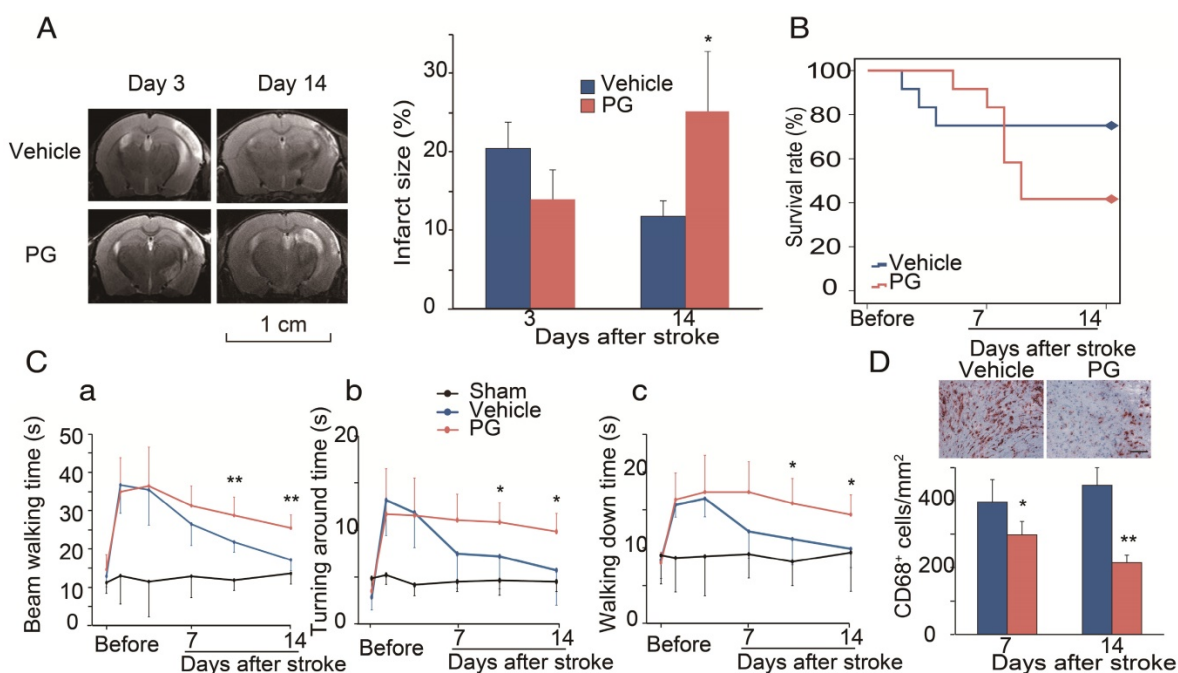 A
Day 3
Day 14
Vehicle
PG
1 cm
Infarct size (%)
30
20
10
0
*
Vehicle
PG
3
14
Days after stroke
B
Survival rate (%)
100
80
60
40
20
0
Vehicle
PG
Before
7
14
Days after stroke
C
a
Beam walking time (s)
50
40
30
20
10
0
**
**
Before
7
14
Days after stroke
b
Sham
Vehicle
PG
Turning around time (s)
20
15
10
5
0
*
*
Before
7
14
Days after stroke
c
Walking down time (s)
20
10
0
*
*
Before
7
14
Days after stroke
D
Vehicle
PG
CD68⁺ cells/mm²
400
200
0
*
**
7
14
Days after stroke